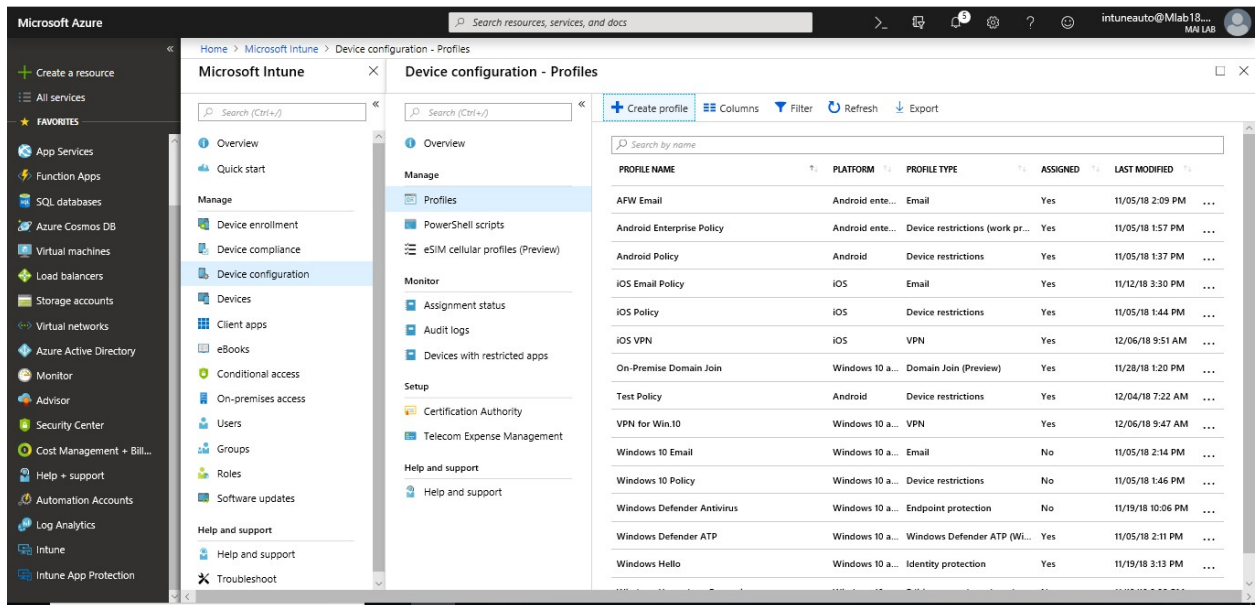 Microsoft Azure
Search resources, services, and docs
5
intuneauto@Mlab18....
MAI LAB
Home > Microsoft Intune > Device configuration - Profiles
Create a resource
All services
FAVORITES
App Services
Function Apps
SQL databases
Azure Cosmos DB
Virtual machines
Load balancers
Storage accounts
Virtual networks
Azure Active Directory
Monitor
Advisor
Security Center
Cost Management + Bill...
Help + support
Automation Accounts
Log Analytics
Intune
Intune App Protection
Microsoft Intune
Search (Ctrl+/)
Overview
Quick start
Manage
Device enrollment
Device compliance
Device configuration
Devices
Client apps
eBooks
Conditional access
On-premises access
Users
Groups
Roles
Software updates
Help and support
Help and support
Troubleshoot
Device configuration - Profiles
Search (Ctrl+/)
Overview
Manage
Profiles
PowerShell scripts
eSIM cellular profiles (Preview)
Monitor
Assignment status
Audit logs
Devices with restricted apps
Setup
Certification Authority
Telecom Expense Management
Help and support
Help and support
Create profile Columns Filter Refresh Export
Search by name
PROFILE NAME PLATFORM PROFILE TYPE ASSIGNED LAST MODIFIED
AFW Email Android ente... Email Yes 11/05/18 2:09 PM ...
Android Enterprise Policy Android ente... Device restrictions (work pr... Yes 11/05/18 1:57 PM ...
Android Policy Android Device restrictions Yes 11/05/18 1:37 PM ...
iOS Email Policy iOS Email Yes 11/12/18 3:30 PM ...
iOS Policy iOS Device restrictions Yes 11/05/18 1:44 PM ...
iOS VPN iOS VPN Yes 12/06/18 9:51 AM ...
On-Premise Domain Join Windows 10 a... Domain Join (Preview) Yes 11/28/18 1:20 PM ...
Test Policy Android Device restrictions Yes 12/04/18 7:22 AM ...
VPN for Win.10 Windows 10 a... VPN Yes 12/06/18 9:47 AM ...
Windows 10 Email Windows 10 a... Email No 11/05/18 2:14 PM ...
Windows 10 Policy Windows 10 a... Device restrictions No 11/05/18 1:46 PM ...
Windows Defender Antivirus Windows 10 a... Endpoint protection No 11/19/18 10:06 PM ...
Windows Defender ATP Windows 10 a... Windows Defender ATP (Wi... Yes 11/05/18 2:11 PM ...
Windows Hello Windows 10 a... Identity protection Yes 11/19/18 3:13 PM ...